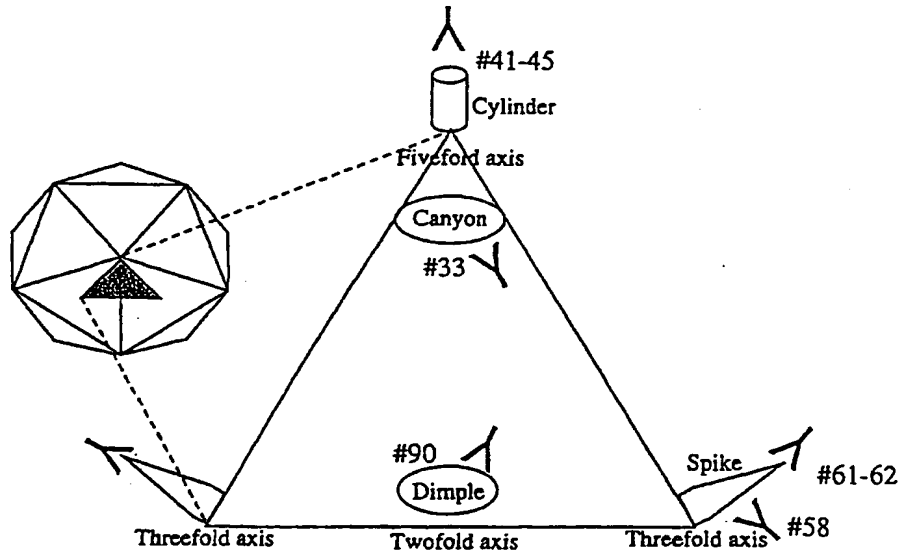 #41-45
Cylinder
Fivefold axis
Canyon
#33
#90
Dimple
Spike
#61-62
#58
Threefold axis
Twofold axis
Threefold axis